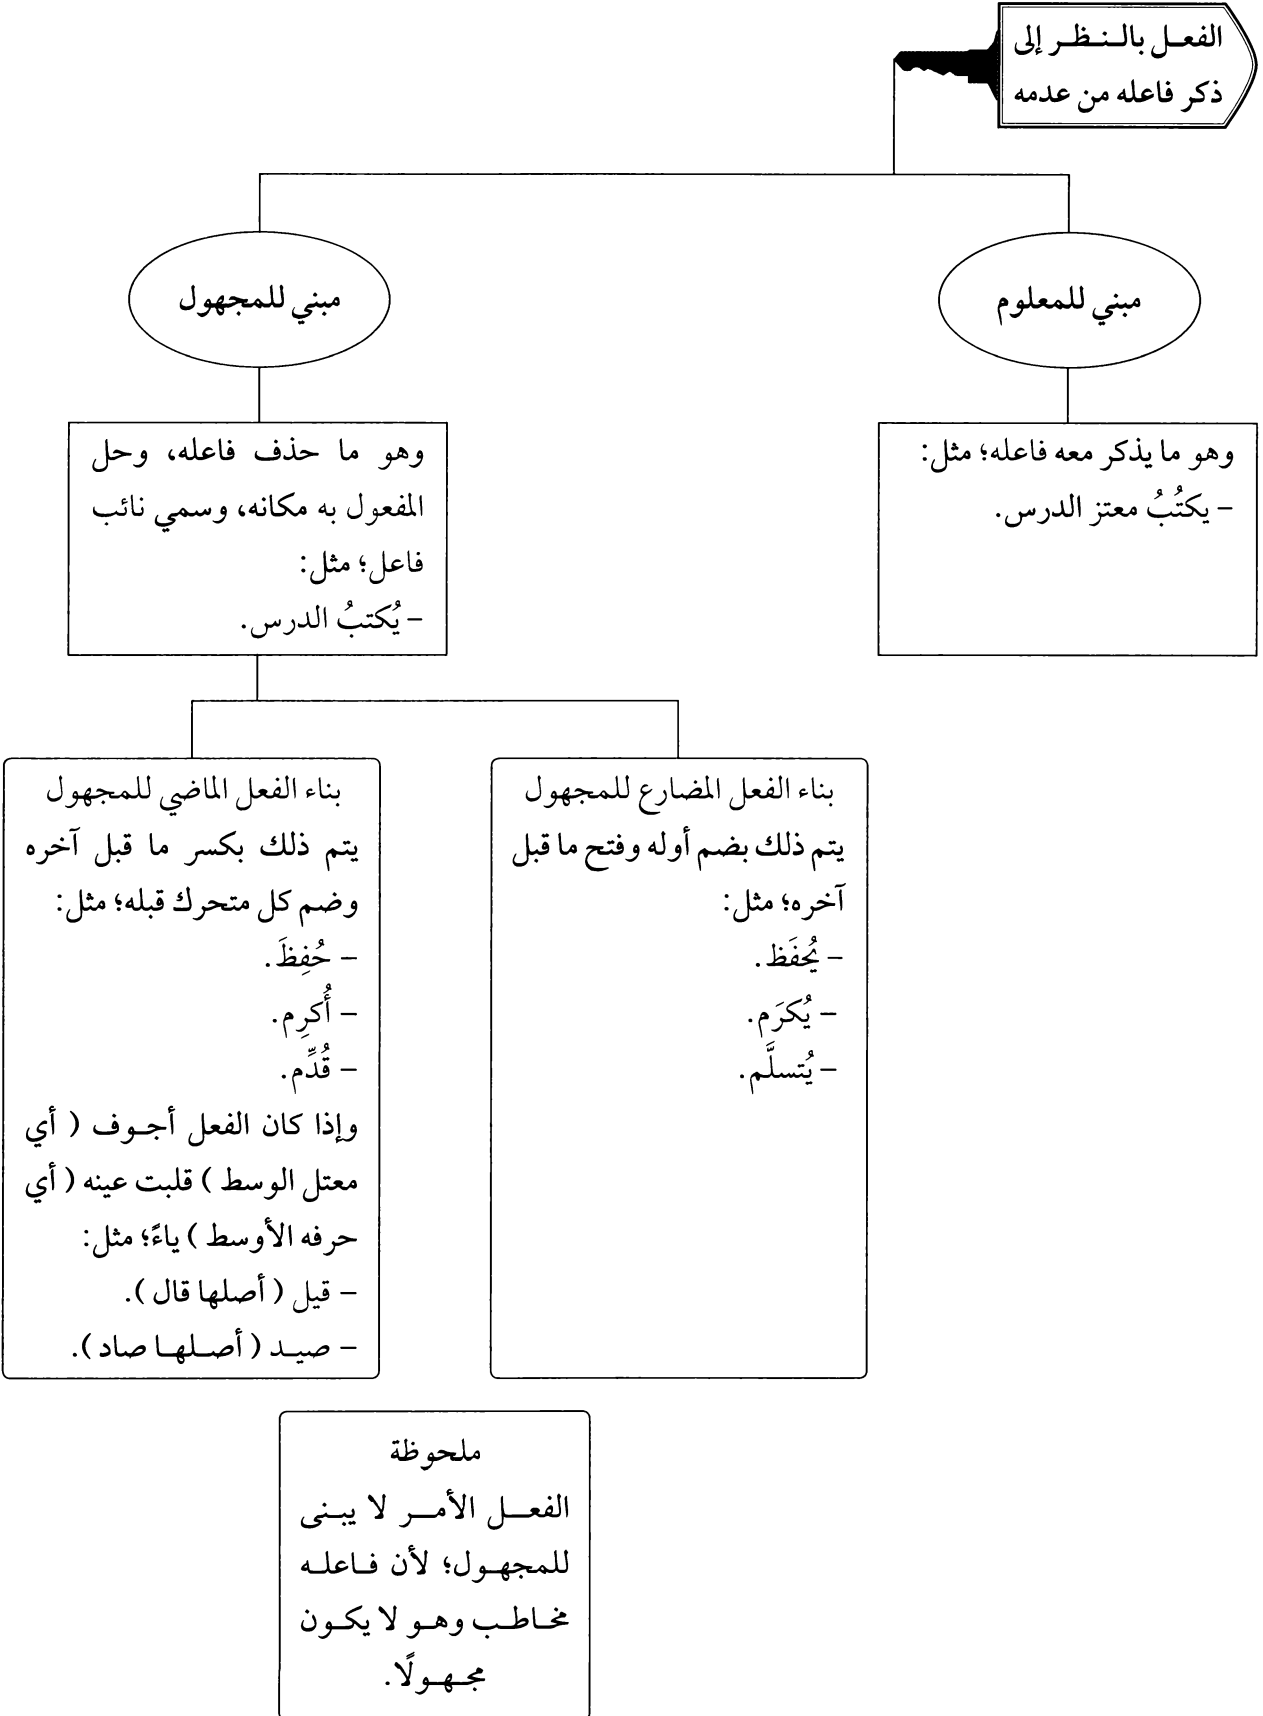 الفعل بالنظر إلى
ذكر فاعله من عدمه
مبني للمعلوم
مبني للمجهول
وهو ما يذكر معه فاعله؛ مثل:
– يكتُبُ معتز الدرس.
وهو ما حذف فاعله، وحل
المفعول به مكانه، وسمي نائب
فاعل؛ مثل:
– يُكتبُ الدرس.
بناء الفعل المضارع للمجهول
يتم ذلك بضم أوله وفتح ما قبل
آخره؛ مثل:
– يُحفَظ.
– يُكرَم.
– يُتسلَّم.
بناء الفعل الماضي للمجهول
يتم ذلك بكسر ما قبل آخره
وضم كل متحرك قبله؛ مثل:
– حُفِظَ.
– أُكرِم.
– قُدِّم.
وإذا كان الفعل أجوف ( أي
معتل الوسط ) قلبت عينه ( أي
حرفه الأوسط ) ياءً؛ مثل:
– قيل ( أصلها قال ).
– صيد ( أصلها صاد ).
ملحوظة
الفعل الأمر لا يبنى
للمجهول؛ لأن فاعله
مخاطب وهو لا يكون
مجهولًا.